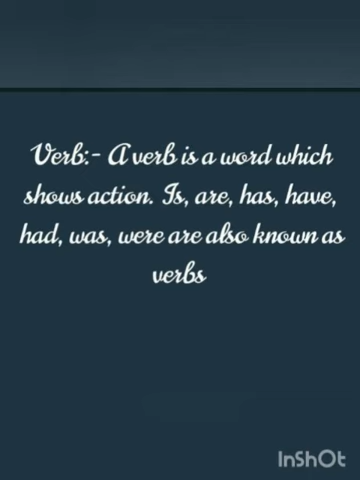 Verb:- A verb is a word which
shows action. Is, are, has, have,
had, was, were are also known as
verbs
InShOt